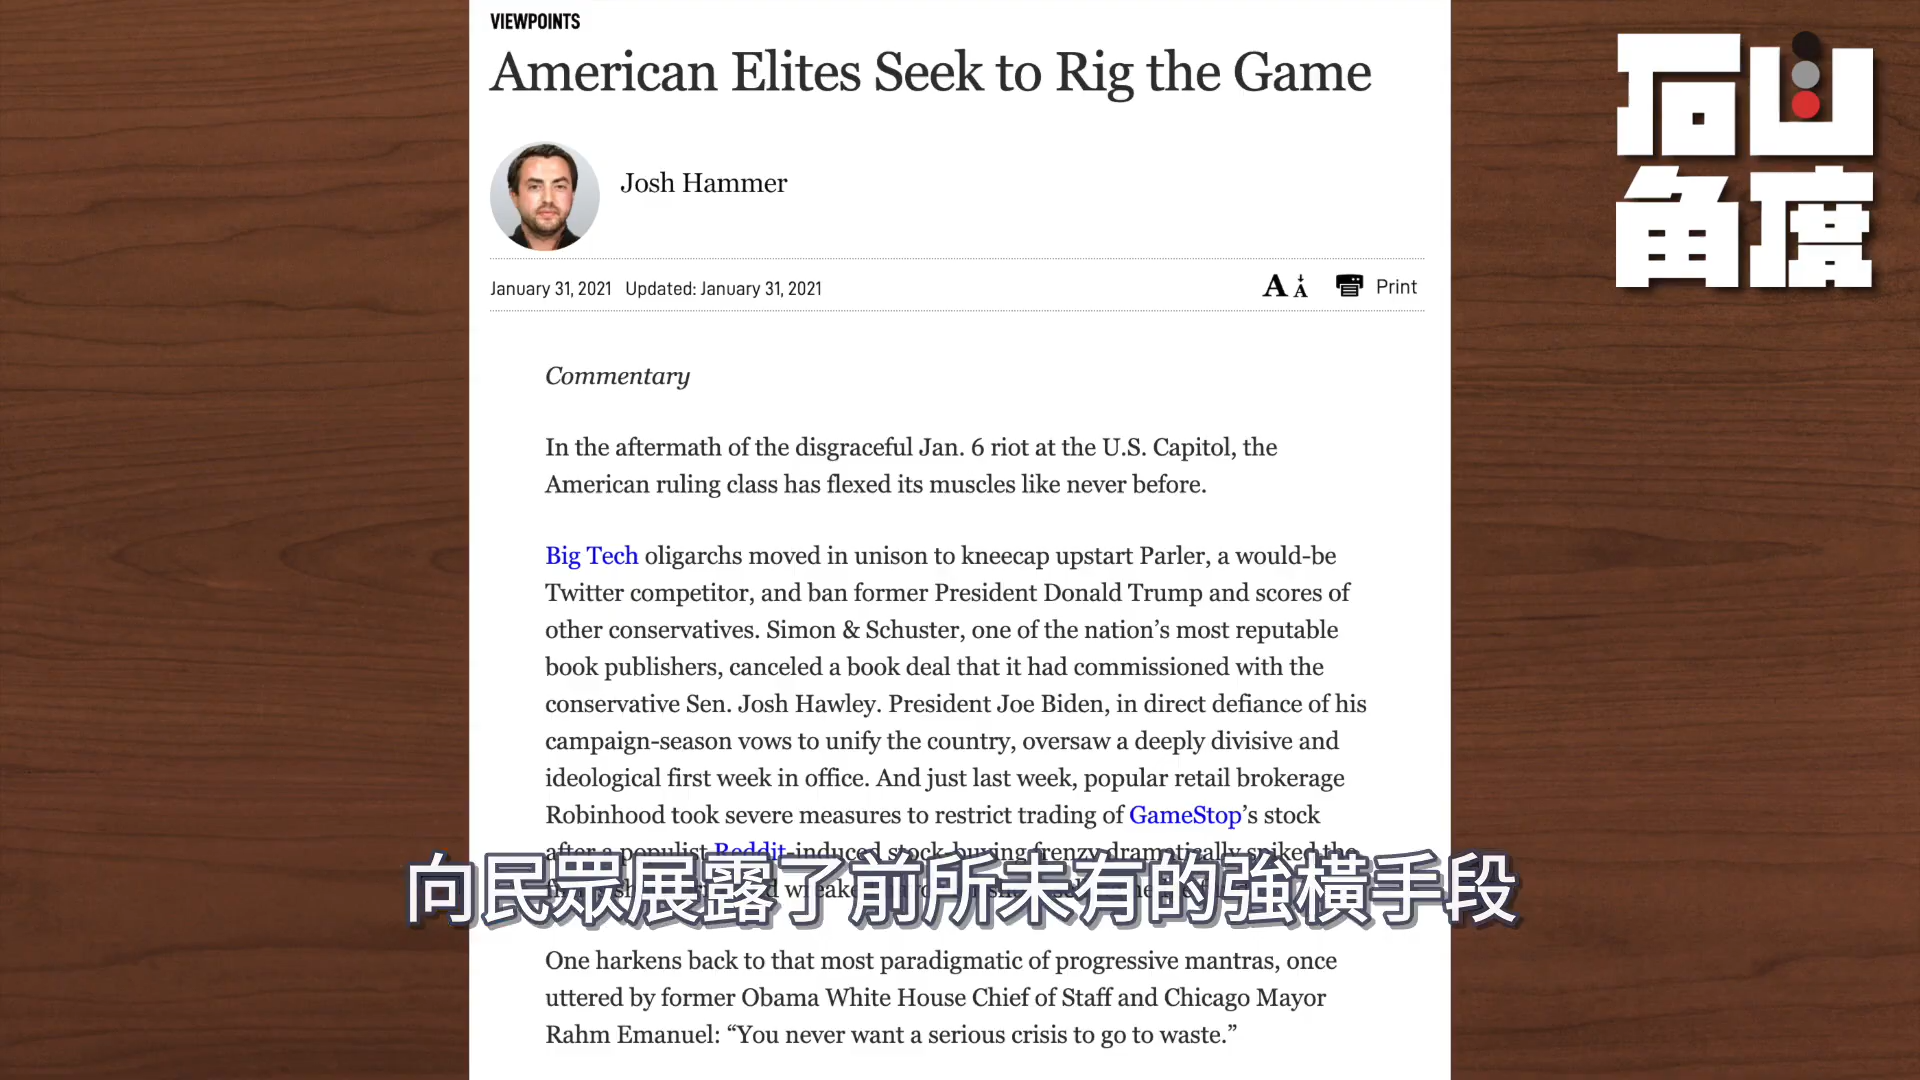 VIEWPOINTS
American Elites Seek to Rig the Game
石山
角度
Josh Hammer
January 31, 2021 Updated: January 31, 2021
A A Print
Commentary
In the aftermath of the disgraceful Jan. 6 riot at the U.S. Capitol, the
American ruling class has flexed its muscles like never before.
Big Tech oligarchs moved in unison to kneecap upstart Parler, a would-be
Twitter competitor, and ban former President Donald Trump and scores of
other conservatives. Simon & Schuster, one of the nation’s most reputable
book publishers, canceled a book deal that it had commissioned with the
conservative Sen. Josh Hawley. President Joe Biden, in direct defiance of his
campaign-season vows to unify the country, oversaw a deeply divisive and
ideological first week in office. And just last week, popular retail brokerage
Robinhood took severe measures to restrict trading of GameStop’s stock
after a populist Reddit-induced stock-buying frenzy dramatically spiked the
向民眾展露了前所未有的強橫手段
One harkens back to that most paradigmatic of progressive mantras, once
uttered by former Obama White House Chief of Staff and Chicago Mayor
Rahm Emanuel: “You never want a serious crisis to go to waste.”